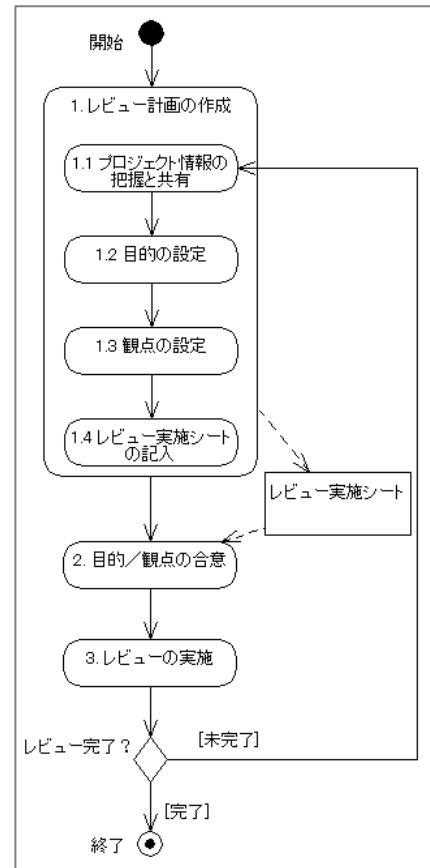 開始
1.レビュー計画の作成
1.1 プロジェクト情報の
把握と共有
1.2 目的の設定
1.3 観点の設定
1.4 レビュー実施シート
の記入
レビュー実施シート
2. 目的／観点の合意
3.レビューの実施
レビュー完了？
[未完了]
[完了]
終了